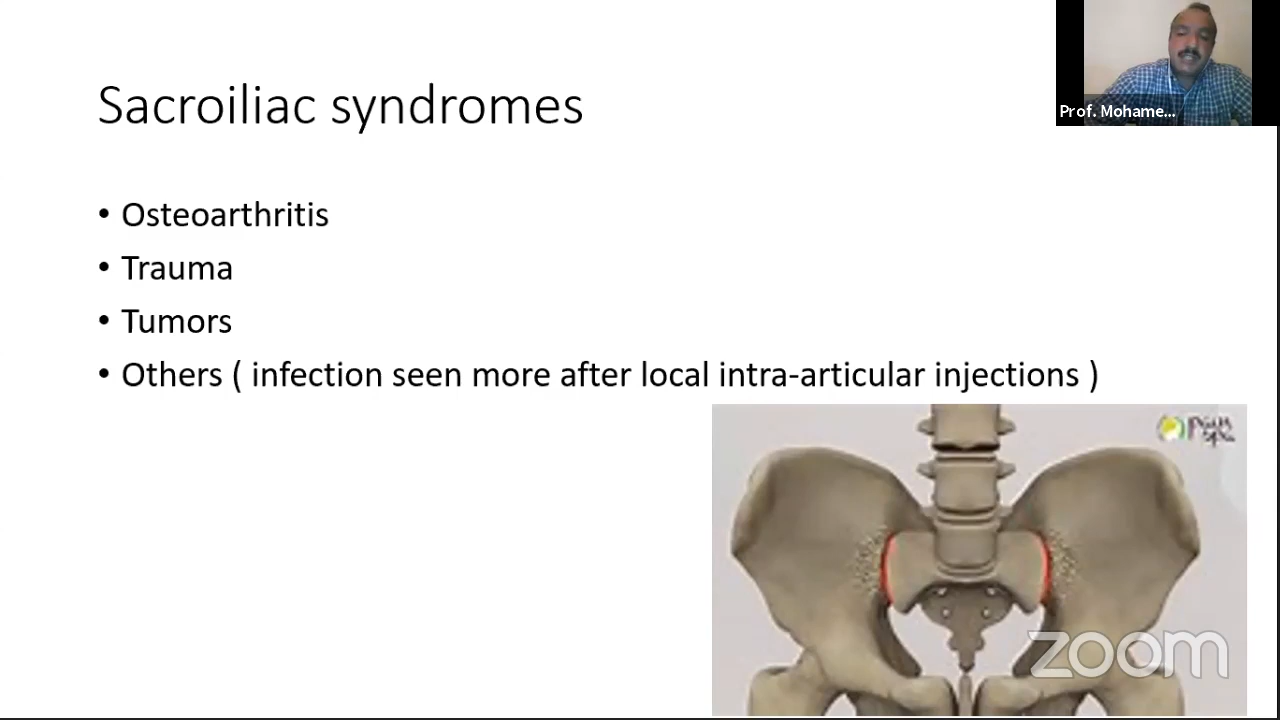 Sacroiliac syndromes
Prof. Mohame...
• Osteoarthritis
• Trauma
• Tumors
• Others ( infection seen more after local intra-articular injections )
zoom